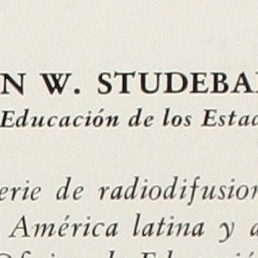 N W. STUDEBA
Educación de los Esta
erie de radiodifusion
América latina y